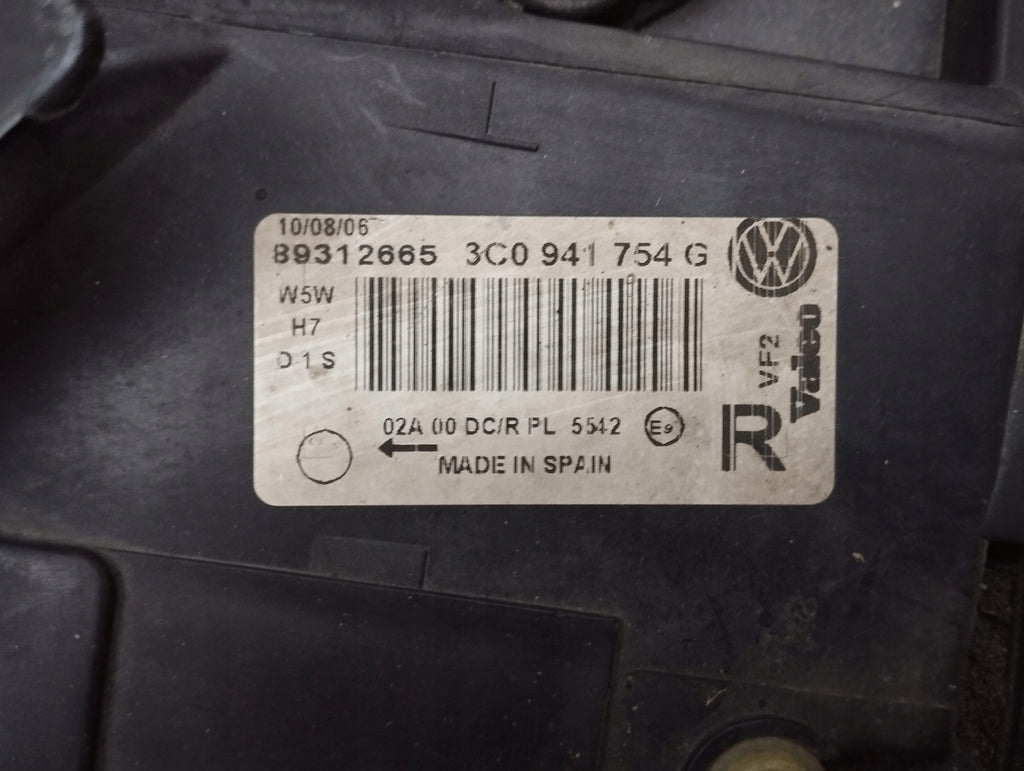 10/08/06
89312665 3C0 941 754 G
W5W
H7
D1S
VF2
Valeo
02A 00 DC/R PL 5542 E9
R
MADE IN SPAIN